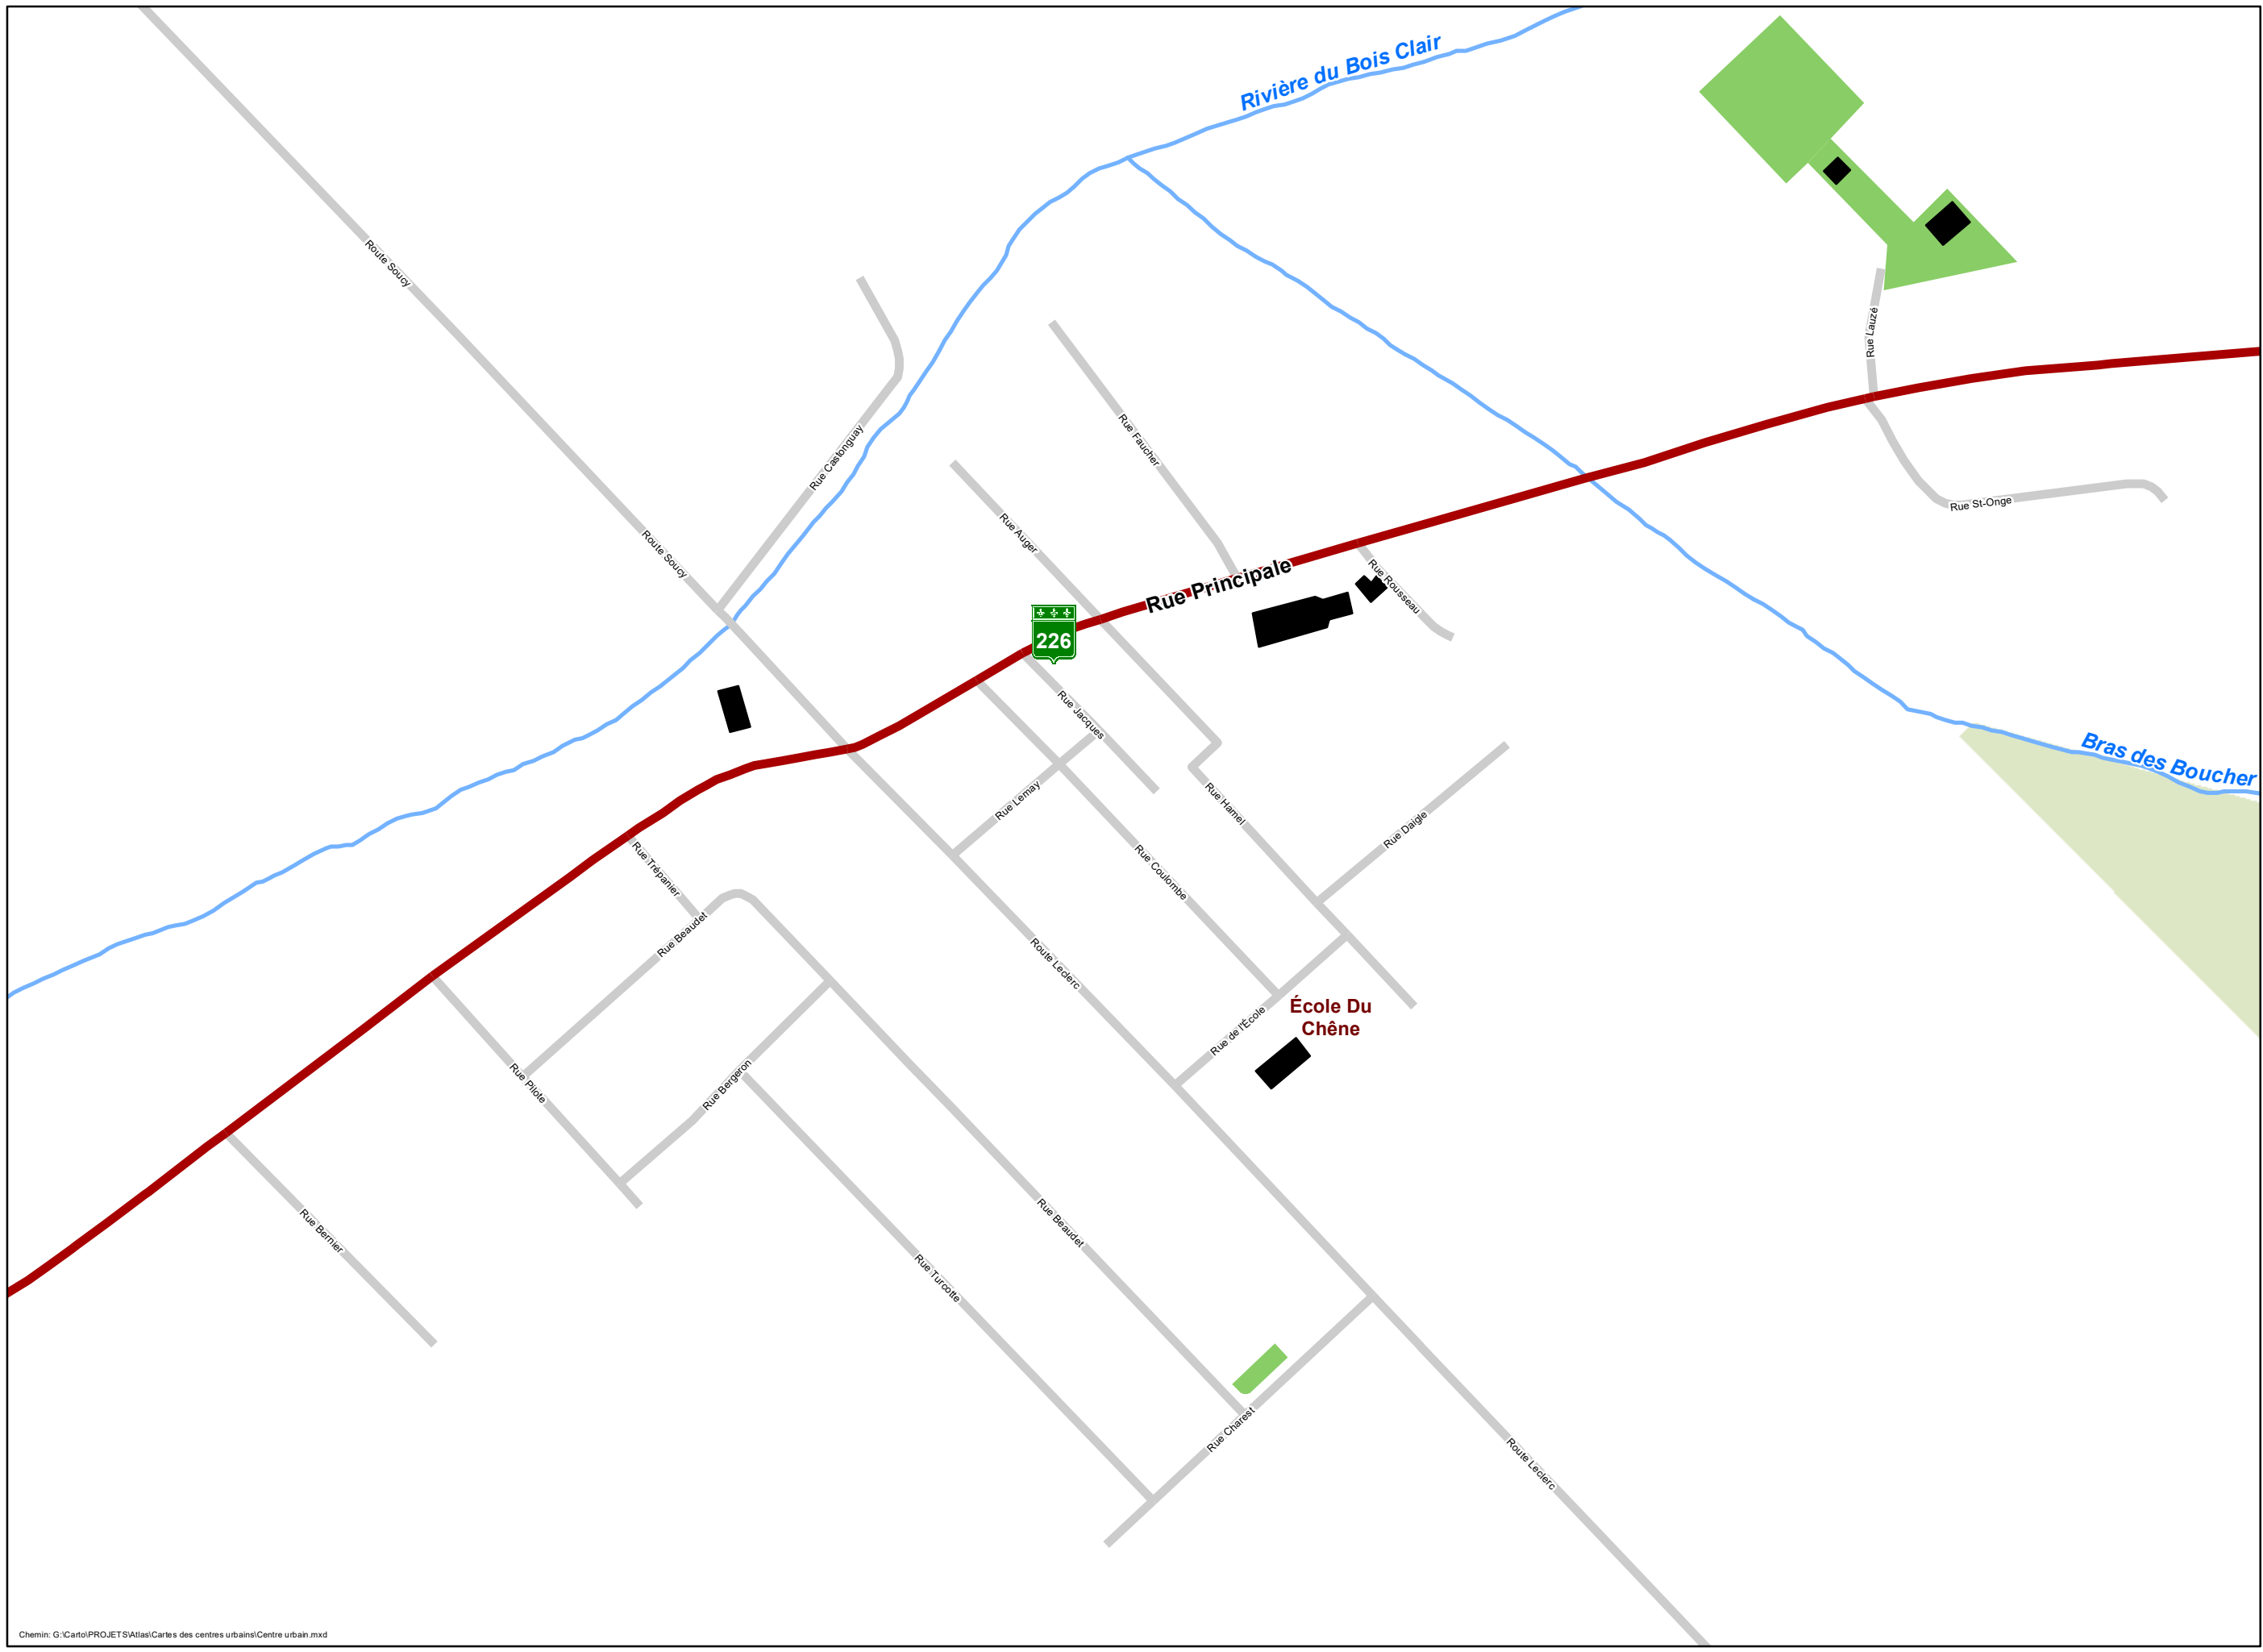 Rivière du Bois Clair
Route Soucy
Rue Lauzé
Rue Castonguay
Rue Faucher
Rue St-Onge
Rue Auger
Route Soucy
Rue Principale
Rue Rousseau
226
Rue Jacques
Bras des Boucher
Rue Lemay
Rue Hamel
Rue Daigle
Rue Trépanier
Rue Coulombe
Rue Beaudet
Route Leclerc
École Du
Chêne
Rue de l'École
Rue Pilote
Rue Bergeron
Rue Bernier
Rue Beaudet
Rue Turcotte
Rue Charest
Route Leclerc
Chemin: G:\Carto\PROJETS\Atlas\Cartes des centres urbains\Centre urbain.mxd